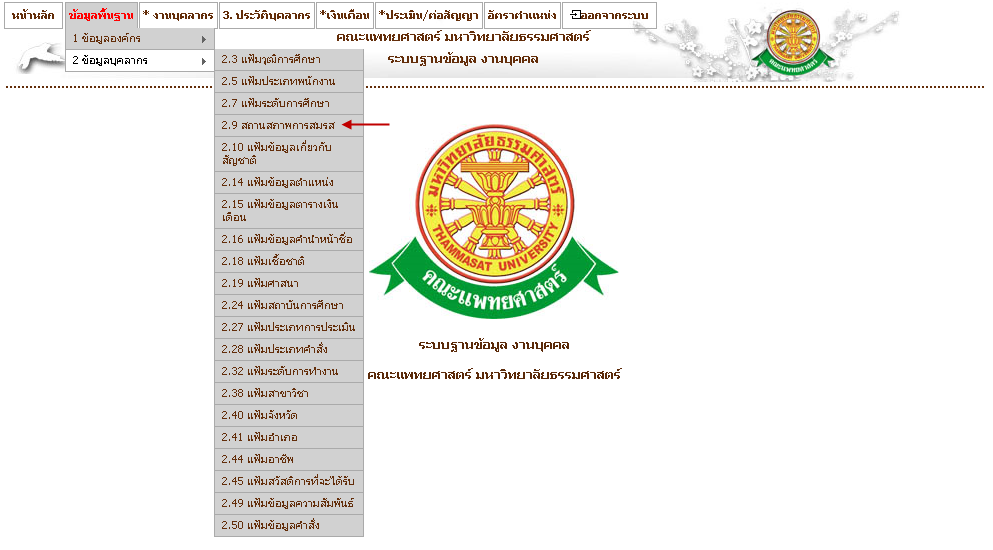 หน้าหลัก ข้อมูลพื้นฐาน * งานบุคลากร 3. ประวัติบุคลากร *เงินเดือน *ประเมิน/ต่อสัญญา อัตราตำแหน่ง ออกจากระบบ
1 ข้อมูลองค์กร
2 ข้อมูลบุคลากร
คณะแพทยศาสตร์ มหาวิทยาลัยธรรมศาสตร์
ระบบฐานข้อมูล งานบุคคล
2.3 แฟ้มวุฒิการศึกษา
2.5 แฟ้มประเภทพนักงาน
2.7 แฟ้มระดับการศึกษา
2.9 สถานสภาพการสมรส
2.10 แฟ้มข้อมูลเกี่ยวกับ
สัญชาติ
2.14 แฟ้มข้อมูลตำแหน่ง
2.15 แฟ้มข้อมูลตารางเงิน
เดือน
2.16 แฟ้มข้อมูลคำนำหน้าชื่อ
2.18 แฟ้มเชื้อชาติ
2.19 แฟ้มศาสนา
2.24 แฟ้มสถาบันการศึกษา
2.27 แฟ้มประเภทการประเมิน
2.28 แฟ้มประเภทคำสั่ง
2.32 แฟ้มระดับการทำงาน
2.38 แฟ้มสาขาวิชา
2.40 แฟ้มจังหวัด
2.41 แฟ้มอำเภอ
2.44 แฟ้มอาชีพ
2.45 แฟ้มสวัสดิการที่จะได้รับ
2.49 แฟ้มข้อมูลความสัมพันธ์
2.50 แฟ้มข้อมูลคำสั่ง
มหาวิทยาลัยธรรมศาสตร์
THAMMASAT UNIVERSITY
คณะแพทยศาสตร์
ระบบฐานข้อมูล งานบุคคล
คณะแพทยศาสตร์ มหาวิทยาลัยธรรมศาสตร์